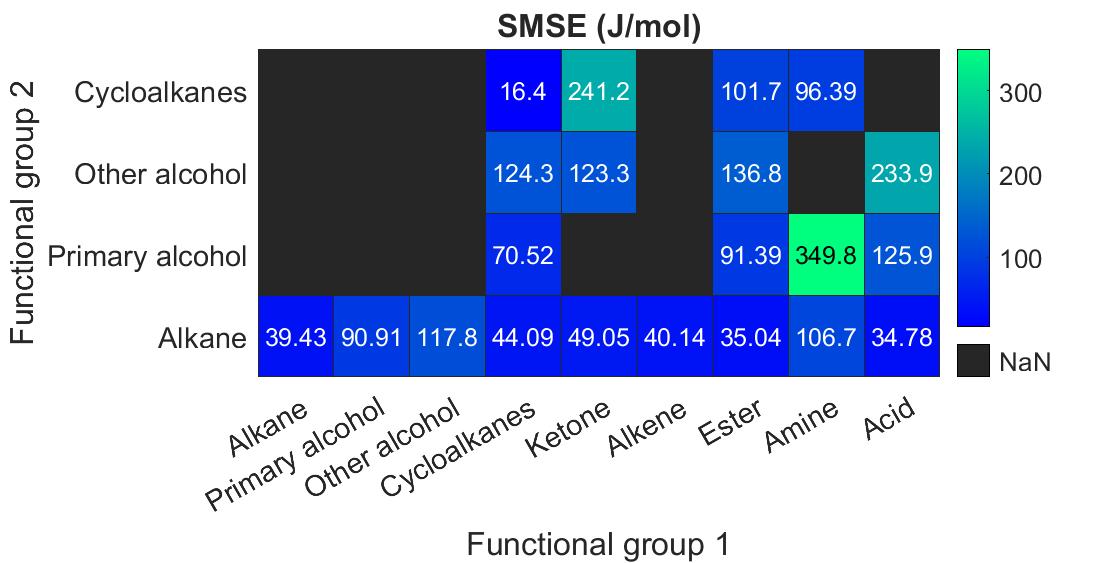 SMSE (J/mol)
Functional group 2
Cycloalkanes 16.4 241.2 101.7 96.39
Other alcohol 124.3 123.3 136.8 233.9
Primary alcohol 70.52 91.39 349.8 125.9
Alkane 39.43 90.91 117.8 44.09 49.05 40.14 35.04 106.7 34.78
300
200
100
NaN
Alkane Primary alcohol Other alcohol Cycloalkanes Ketone Alkene Ester Amine Acid
Functional group 1